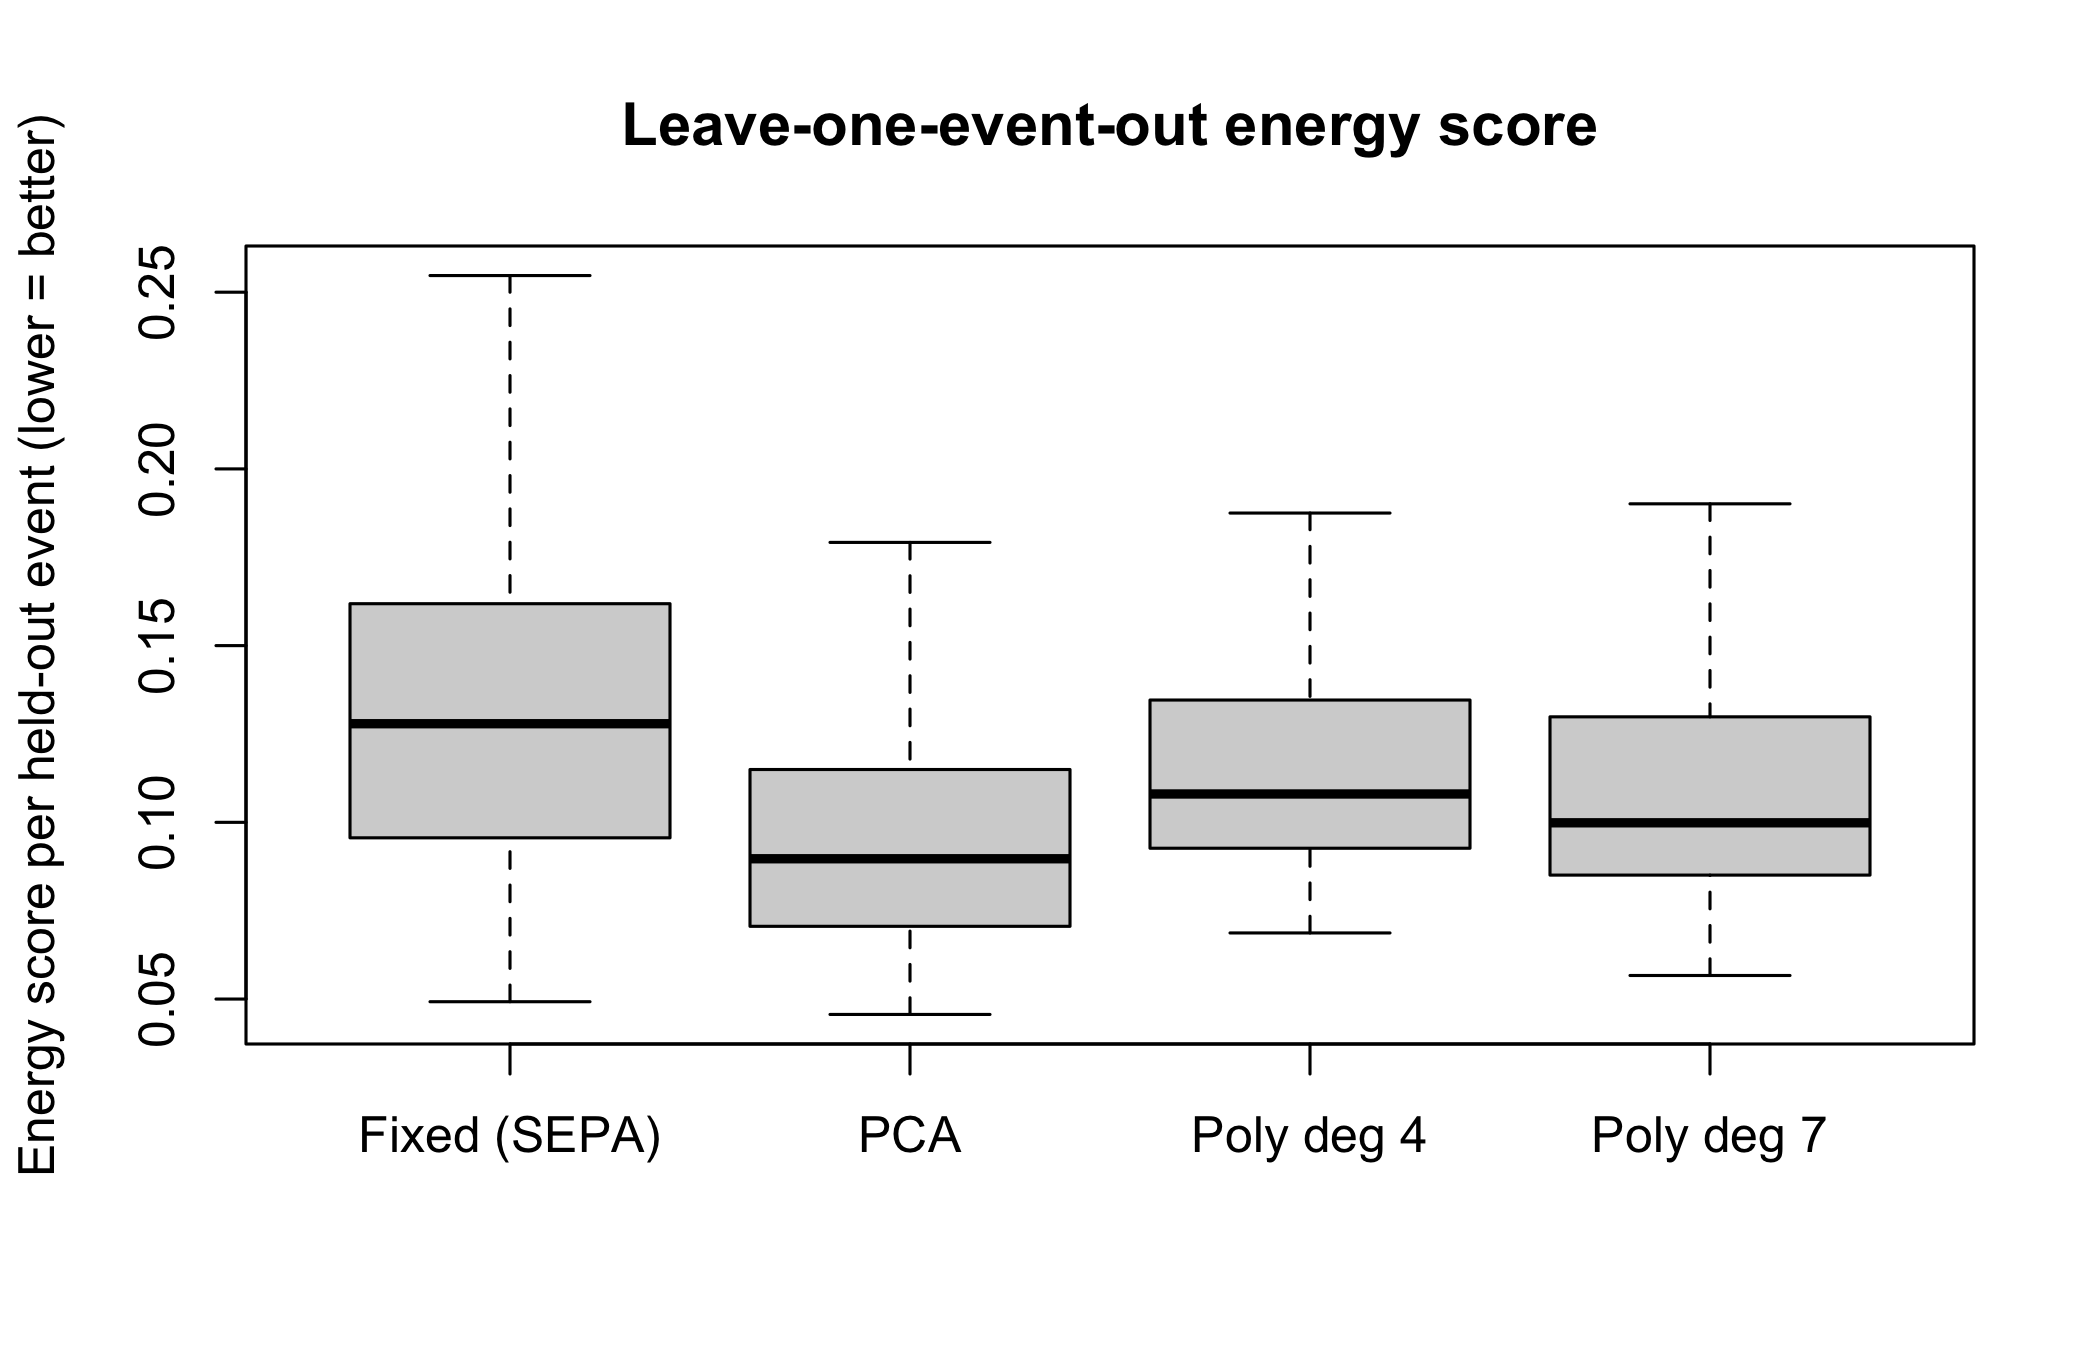 Leave-one-event-out energy score
Energy score per held-out event (lower = better)
0.25
0.20
0.15
0.10
0.05
Fixed (SEPA)
PCA
Poly deg 4
Poly deg 7